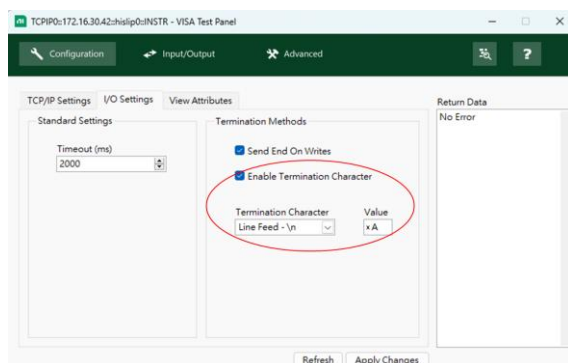 TCPIP0::172.16.30.42::hislip0::INSTR - VISA Test Panel
Configuration
Input/Output
Advanced
?
TCP/IP Settings
I/O Settings
View Attributes
Return Data
Standard Settings
Termination Methods
No Error
Timeout (ms)
2000
Send End On Writes
Enable Termination Character
Termination Character
Value
Line Feed - \n
xA
Refresh
Apply Changes